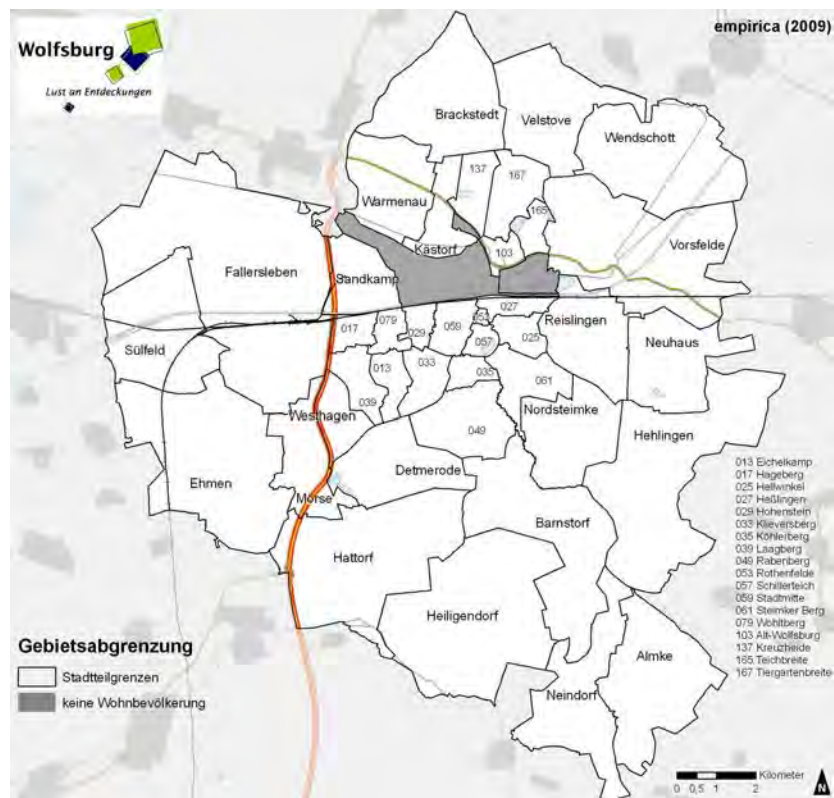 Wolfsburg
Lust an Entdeckungen
empirica (2009)
Brackstedt
Velstove
Wendschott
137
167
Warmenau
165
Vorsfelde
Kästorf
103
Fallersleben
Sandkamp
027
017
079
029
059
053
Reislingen
057
025
Neuhaus
Sülfeld
013
033
035
061
039
Westhagen
Nordsteimke
Hehlingen
049
Ehmen
Detmerode
Mörse
Barnstorf
Hattorf
Heiligendorf
Almke
Neindorf
013 Eichelkamp
017 Hageberg
025 Hellwinkel
027 Heßlingen
029 Hohenstein
033 Klieversberg
035 Köhlerberg
039 Laagberg
049 Rabenberg
053 Rothenfelde
057 Schillerteich
059 Stadtmitte
061 Steimker Berg
079 Wohltberg
103 Alt-Wolfsburg
137 Kreuzheide
165 Teichbreite
167 Tiergartenbreite
Gebietsabgrenzung
Stadtteilgrenzen
keine Wohnbevölkerung
Kilometer
0 0,5 1 2
N